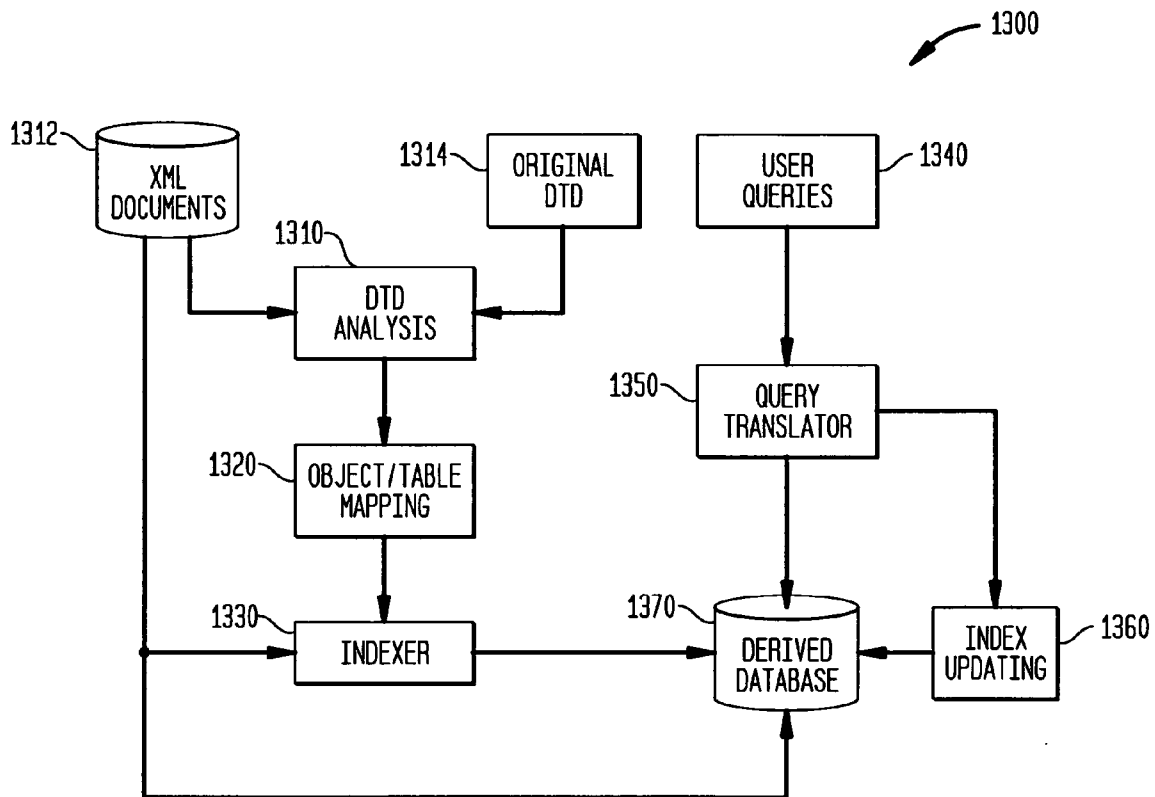 1300
1312
XML
DOCUMENTS
1314
ORIGINAL
DTD
USER
QUERIES
1340
1310
DTD
ANALYSIS
1350
QUERY
TRANSLATOR
1320
OBJECT/TABLE
MAPPING
1330
INDEXER
1370
DERIVED
DATABASE
INDEX
UPDATING
1360